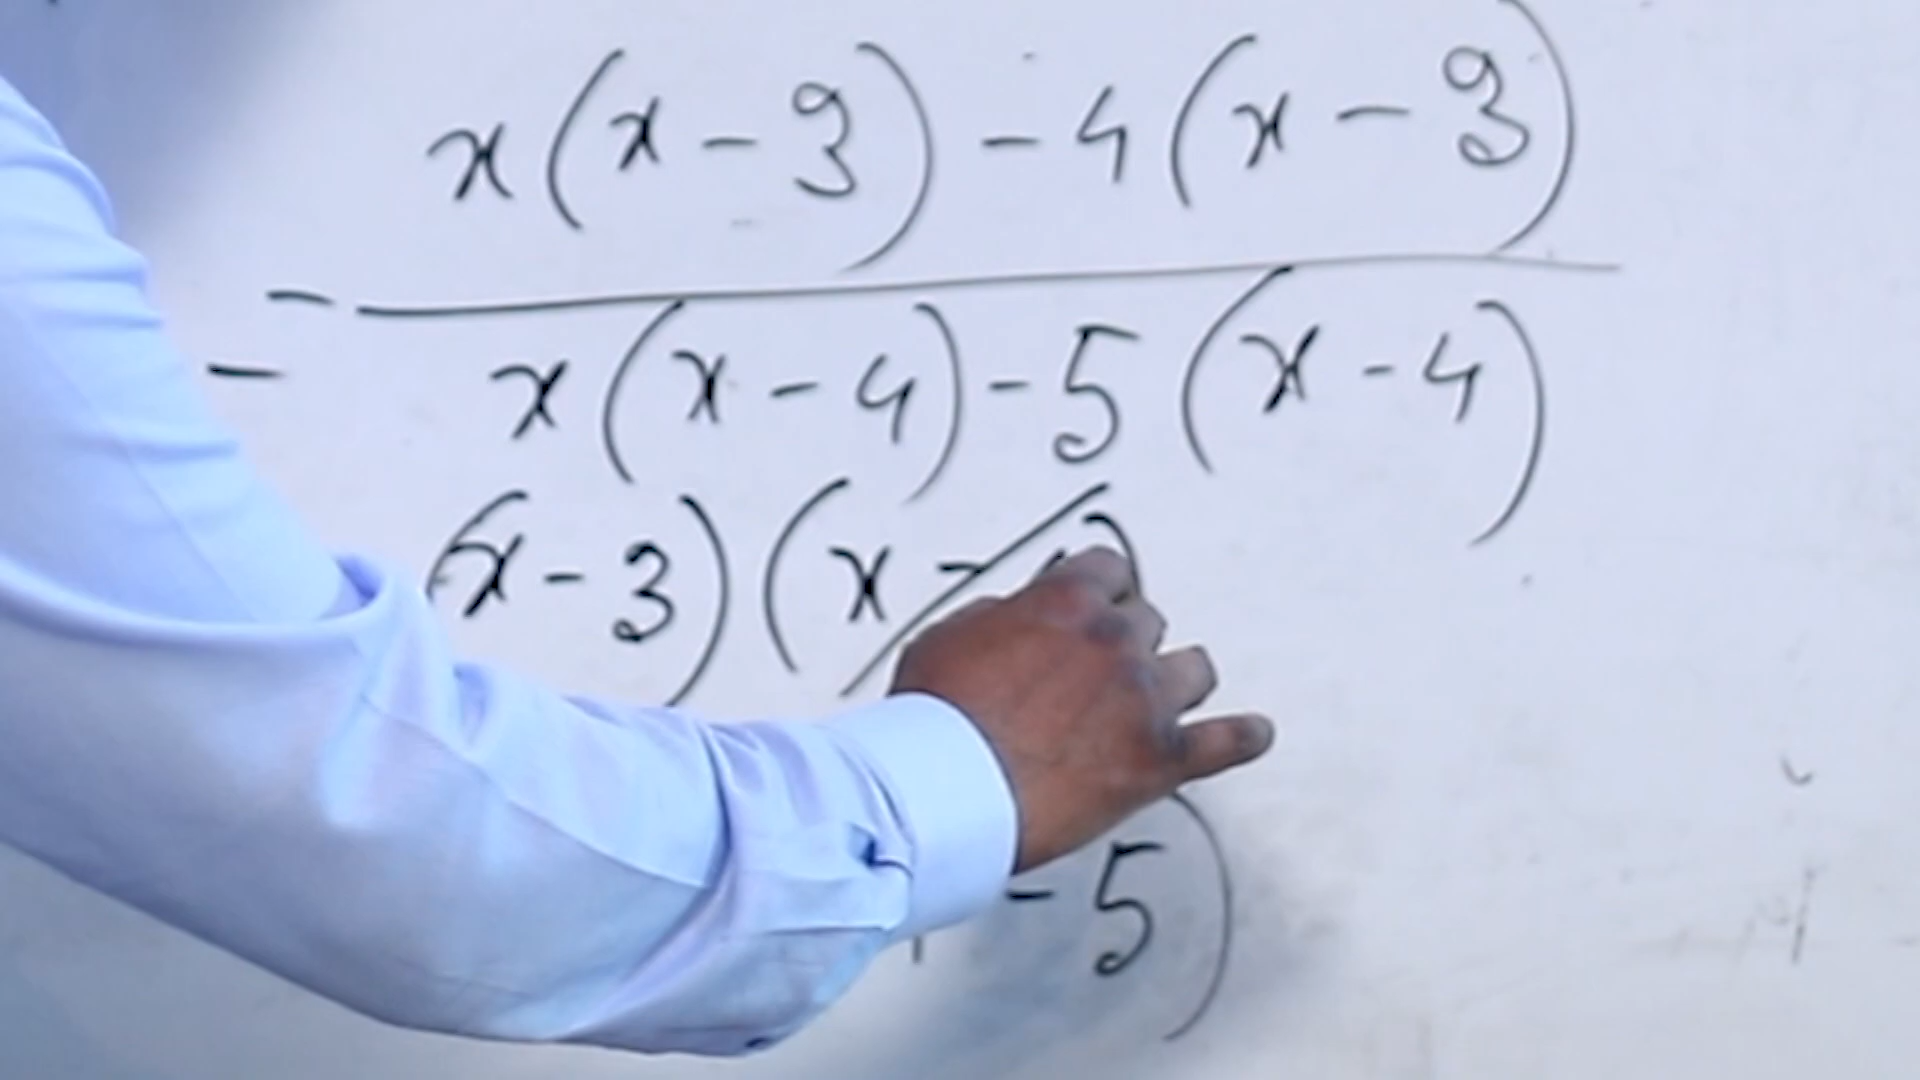 x(x-3)-4(x-3)
-
- x(x-4)-5(x-4)
(x-3)(x-
-5)